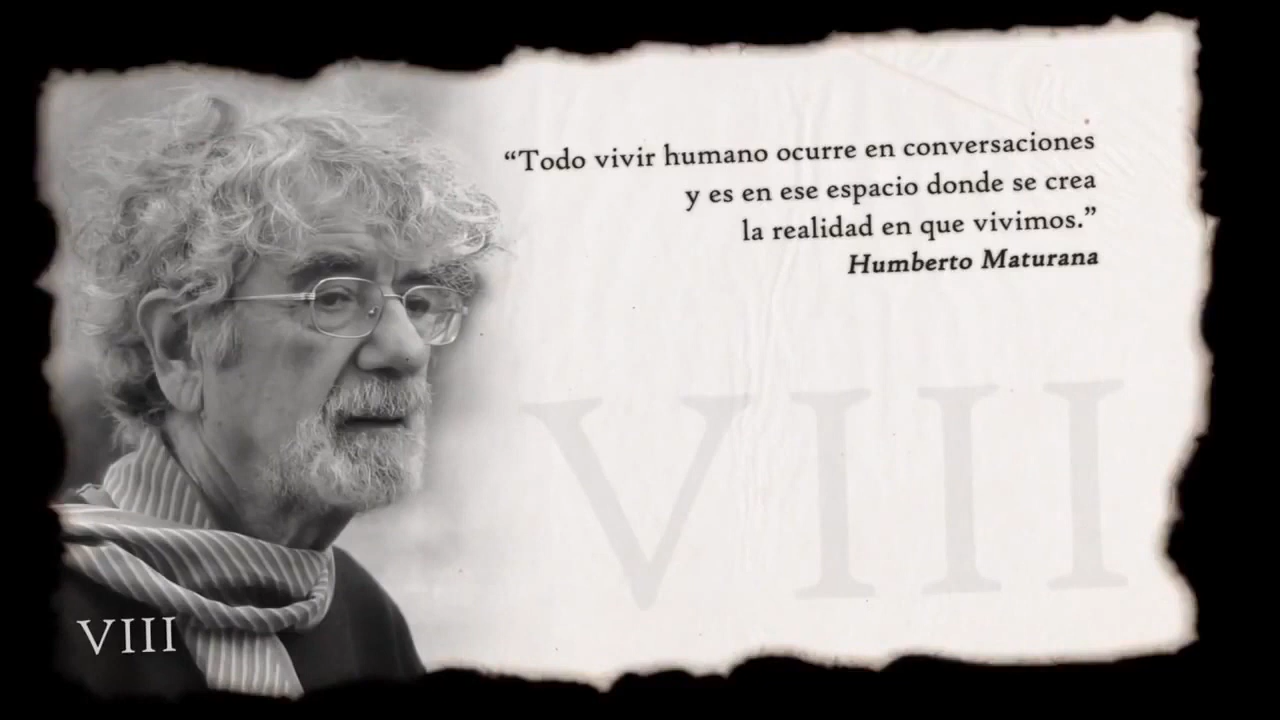 “Todo vivir humano ocurre en conversaciones
y es en ese espacio donde se crea
la realidad en que vivimos.”
Humberto Maturana
VIII
VIII